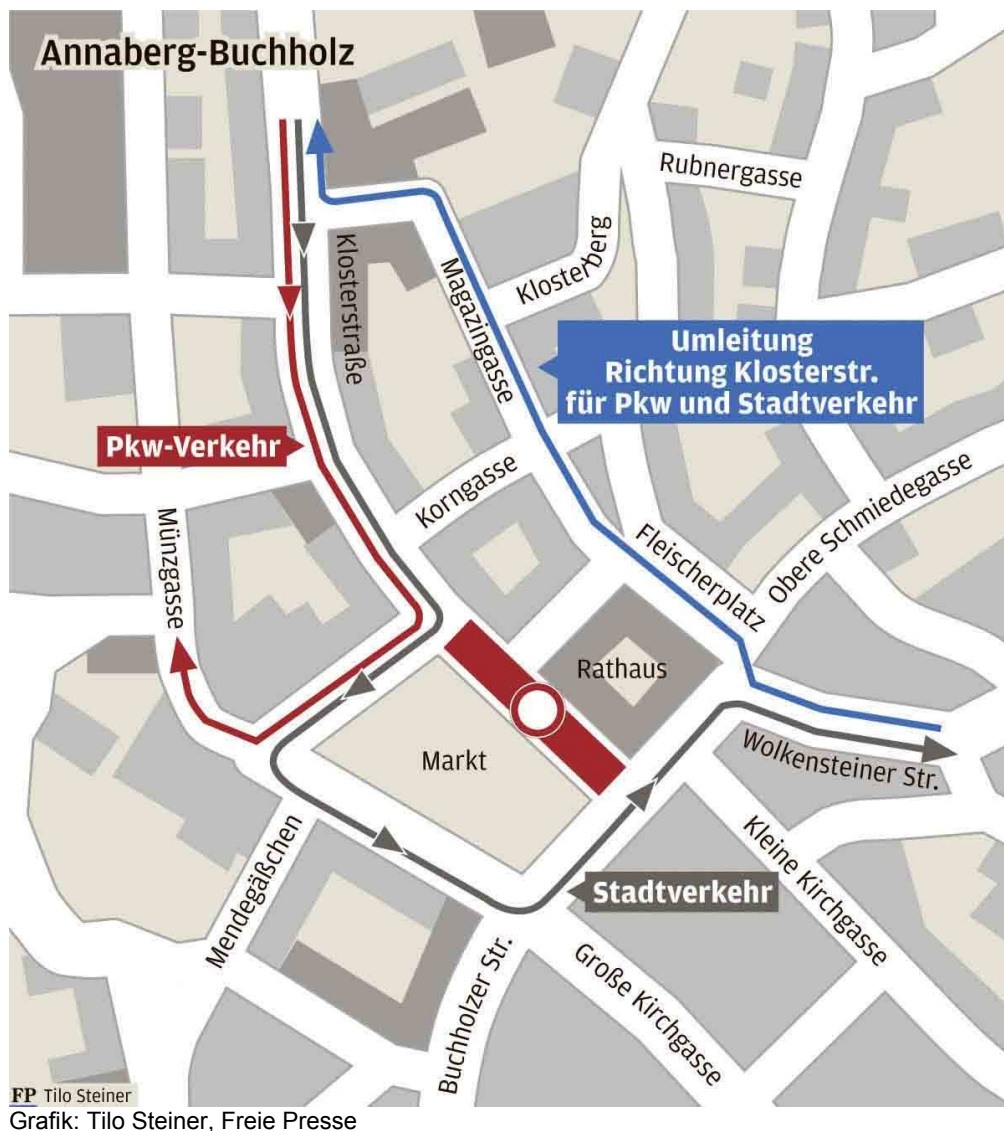 Annaberg-Buchholz
Rubnergasse
Klosterberg
Klosterstraße
Magazingasse
Umleitung
Richtung Klosterstr.
für Pkw und Stadtverkehr
Pkw-Verkehr
Korngasse
Obere Schmiedegasse
Münzgasse
Fleischerplatz
Rathaus
Markt
Wolkensteiner Str.
Mendegäßchen
Stadtverkehr
Kleine Kirchgasse
Buchholzer Str.
Große Kirchgasse
FP Tilo Steiner
Grafik: Tilo Steiner, Freie Presse